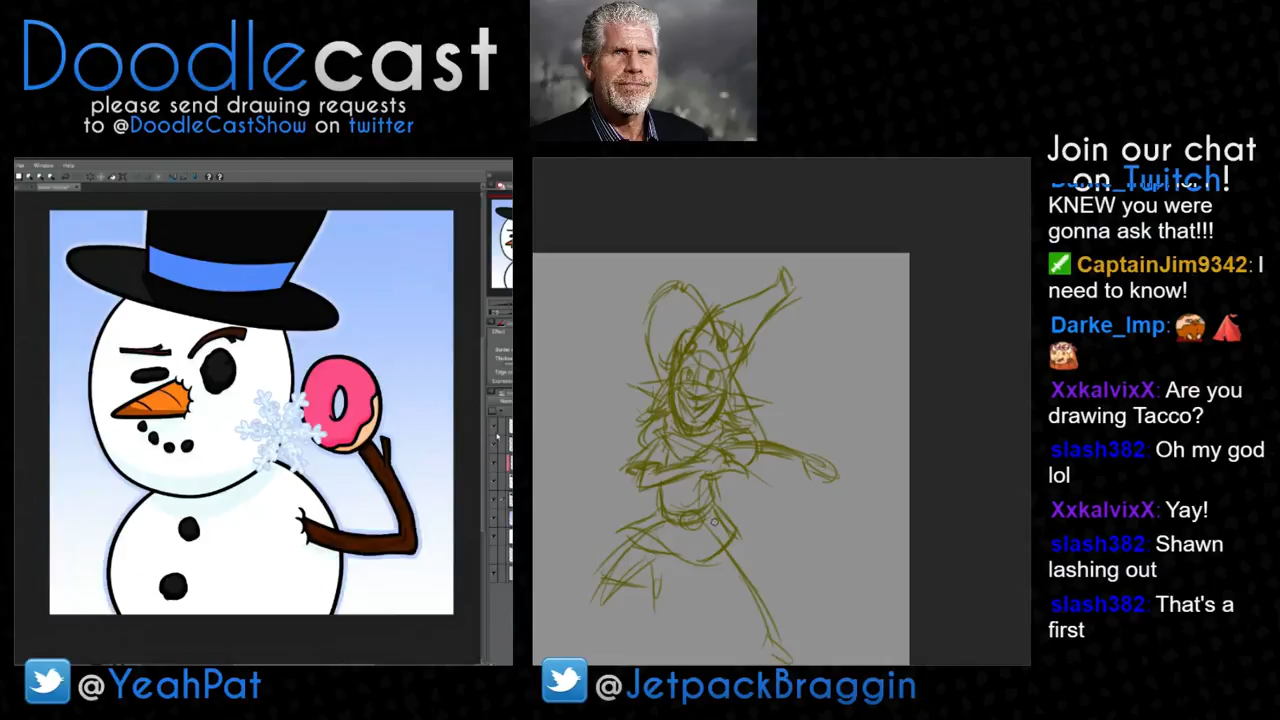 Doodlecast
please send drawing requests
to @DoodleCastShow on twitter
Window Help
Join our chat
on Twitch!
KNEW you were
gonna ask that!!!
CaptainJim9342: I
need to know!
Darke_Imp:
XxkalvixX: Are you
drawing Tacco?
slash382: Oh my god
lol
XxkalvixX: Yay!
slash382: Shawn
lashing out
slash382: That's a
first
@YeahPat
@JetpackBraggin